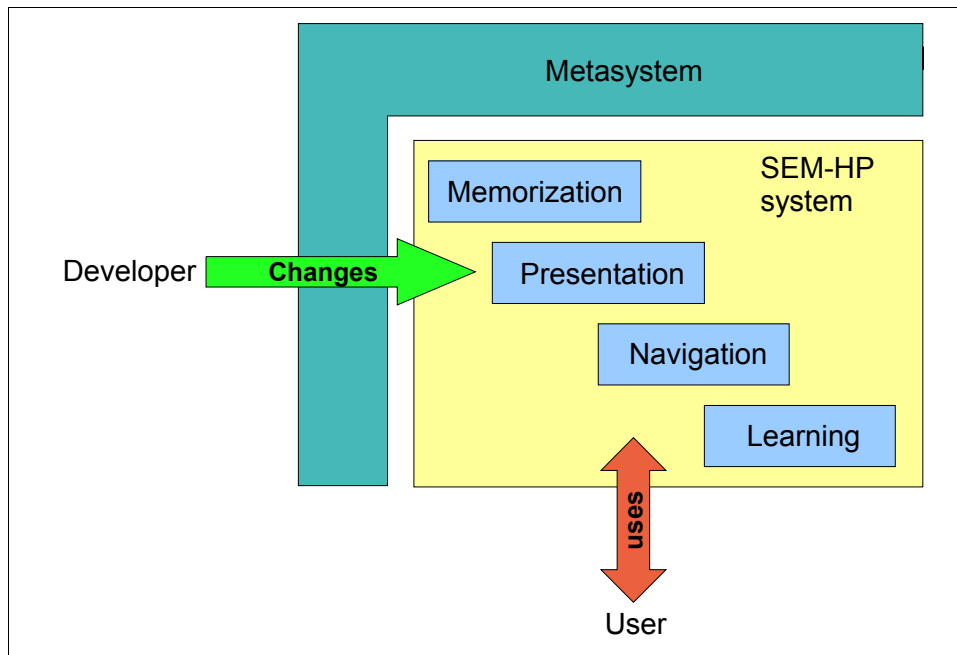 Metasystem
SEM-HP
system
Memorization
Developer
Changes
Presentation
Navigation
Learning
uses
User